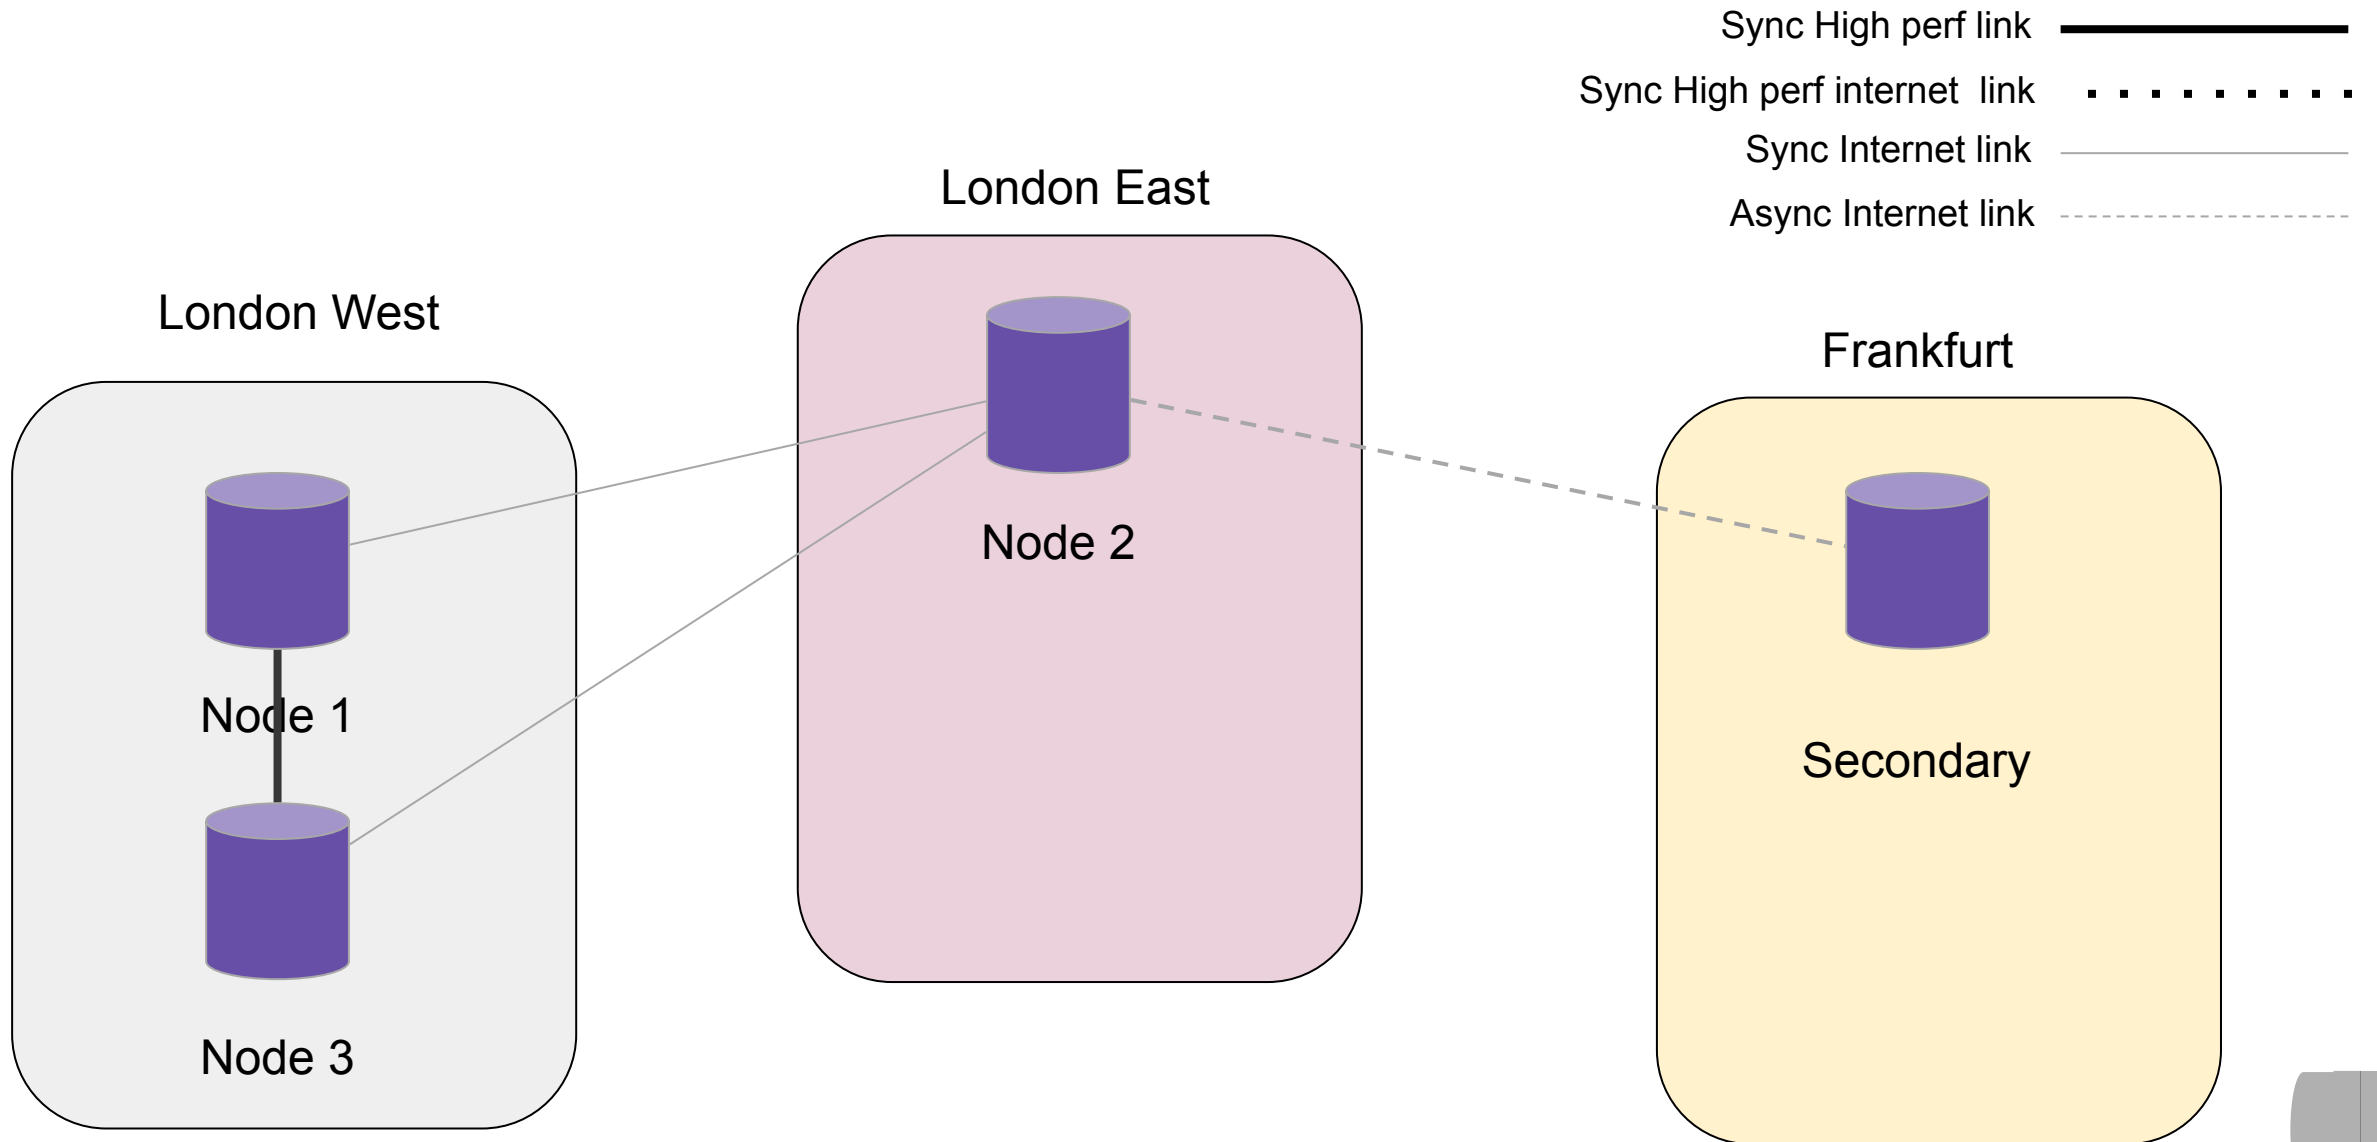 Sync High perf link
Sync High perf internet  link
Sync Internet link
Async Internet link
London East
London West
Frankfurt
Node 2
Node 1
Secondary
Node 3